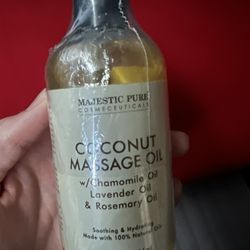 MAJESTIC PURE
COSMECEUTICALS
COCONUT
MASSAGE OIL
w/Chamomile Oil
Lavender Oil
& Rosemary Oil
Soothing & Hydrating
Made with 100% Natural Oils